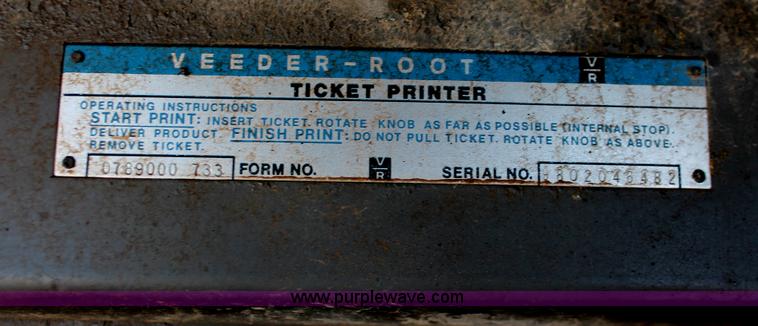 VEEDER-ROOT V/R
TICKET PRINTER
OPERATING INSTRUCTIONS
START PRINT: INSERT TICKET. ROTATE KNOB AS FAR AS POSSIBLE (INTERNAL STOP).
DELIVER PRODUCT. FINISH PRINT: DO NOT PULL TICKET. ROTATE KNOB AS ABOVE.
REMOVE TICKET.
0789000 733 FORM NO. V/R SERIAL NO.
www.purplewave.com